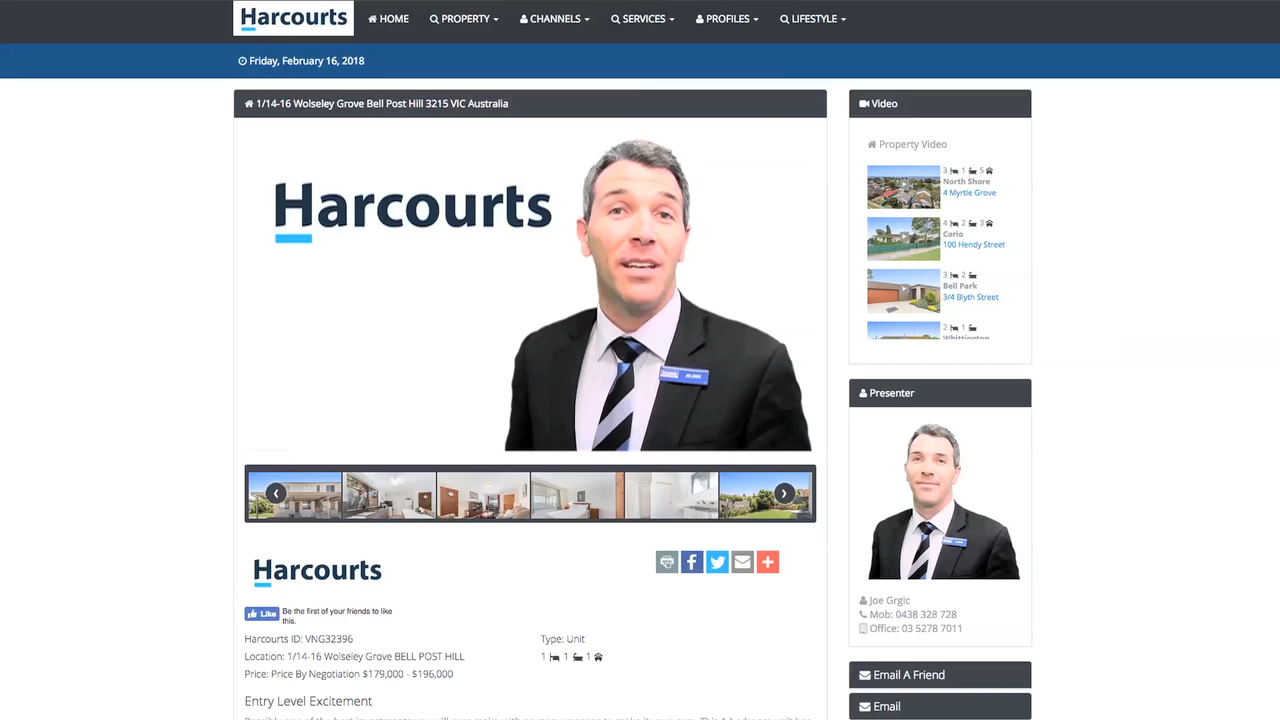 Harcourts
HOME
PROPERTY
CHANNELS
SERVICES
PROFILES
LIFESTYLE
Friday, February 16, 2018
1/14-16 Wolseley Grove Bell Post Hill 3215 VIC Australia
Harcourts
Harcourts
Like
Be the first of your friends to like
this.
Harcourts ID: VNG32396
Type: Unit
Location: 1/14-16 Wolseley Grove BELL POST HILL
1 1 1
Price: Price By Negotiation $179,000 - $196,000
Entry Level Excitement
Video
Property Video
3 1 5
North Shore
4 Myrtle Grove
4 2 3
Corio
100 Hendy Street
3 2
Bell Park
3/4 Blyth Street
2 1
Whittington
Presenter
Joe Grgic
Mob: 0438 328 728
Office: 03 5278 7011
Email A Friend
Email